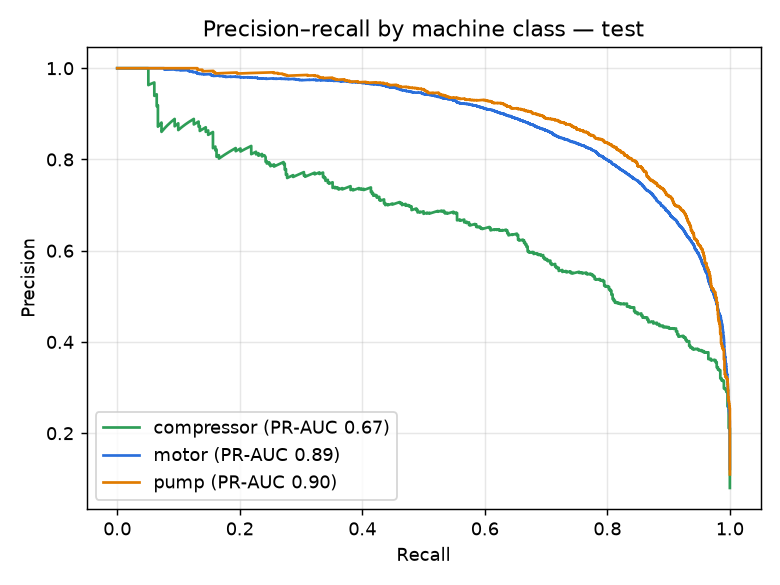 Precision–recall by machine class — test
Precision
1.0
0.8
0.6
0.4
0.2
compressor (PR-AUC 0.67)
motor (PR-AUC 0.89)
pump (PR-AUC 0.90)
0.0 0.2 0.4 0.6 0.8 1.0
Recall